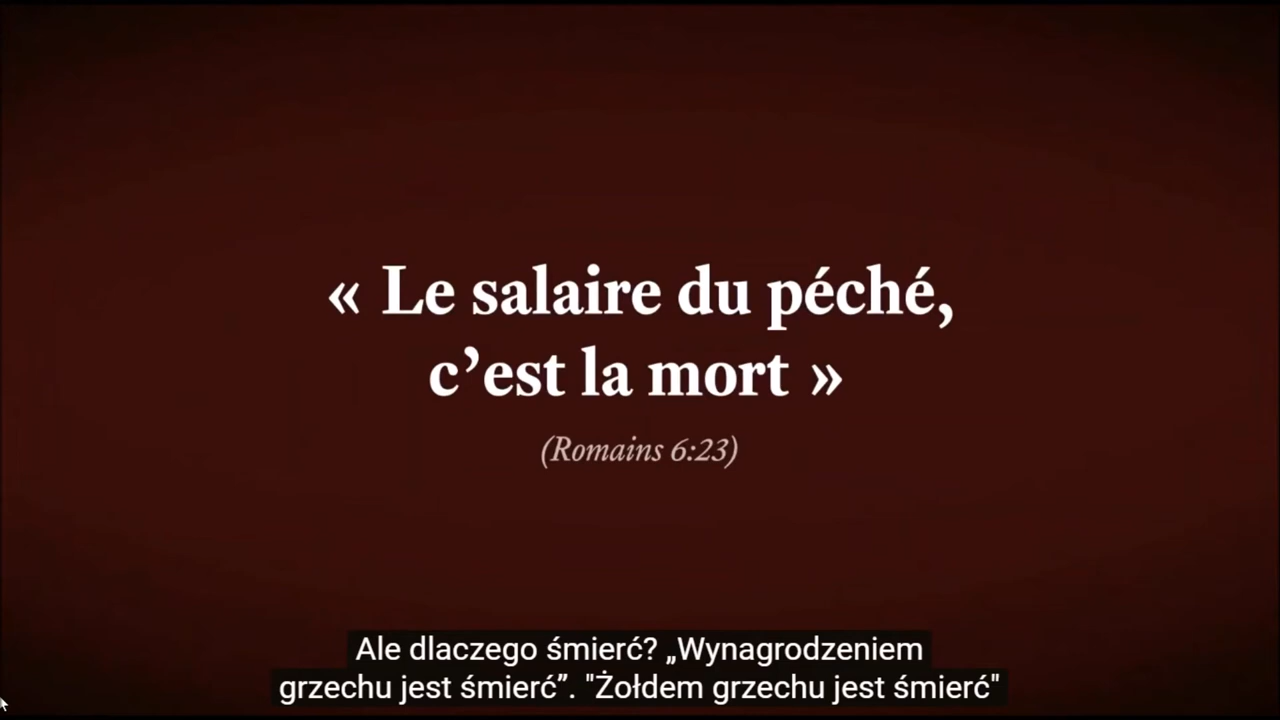 « Le salaire du péché,
c’est la mort »
(Romains 6:23)
Ale dlaczego śmierć? „Wynagrodzeniem
grzechu jest śmierć”. "Żołdem grzechu jest śmierć"